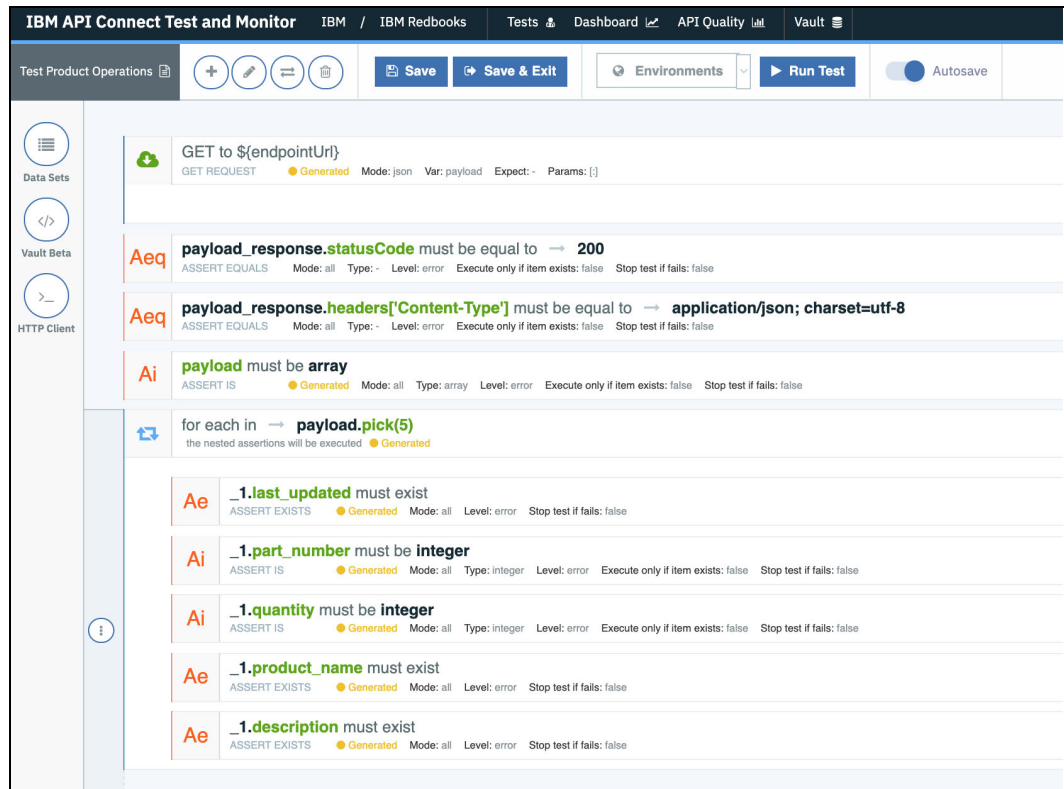 IBM API Connect Test and Monitor IBM / IBM Redbooks Tests Dashboard API Quality Vault
Test Product Operations Save Save & Exit Environments Run Test Autosave
Data Sets
Vault Beta
HTTP Client
GET to ${endpointUrl}
GET REQUEST Generated Mode: json Var: payload Expect: - Params: [:]
Aeq payload_response.statusCode must be equal to → 200
ASSERT EQUALS Mode: all Type: - Level: error Execute only if item exists: false Stop test if fails: false
Aeq payload_response.headers['Content-Type'] must be equal to → application/json; charset=utf-8
ASSERT EQUALS Mode: all Type: - Level: error Execute only if item exists: false Stop test if fails: false
Ai payload must be array
ASSERT IS Generated Mode: all Type: array Level: error Execute only if item exists: false Stop test if fails: false
for each in → payload.pick(5)
the nested assertions will be executed Generated
Ae _1.last_updated must exist
ASSERT EXISTS Generated Mode: all Level: error Stop test if fails: false
Ai _1.part_number must be integer
ASSERT IS Generated Mode: all Type: integer Level: error Execute only if item exists: false Stop test if fails: false
Ai _1.quantity must be integer
ASSERT IS Generated Mode: all Type: integer Level: error Execute only if item exists: false Stop test if fails: false
Ae _1.product_name must exist
ASSERT EXISTS Generated Mode: all Level: error Stop test if fails: false
Ae _1.description must exist
ASSERT EXISTS Generated Mode: all Level: error Stop test if fails: false